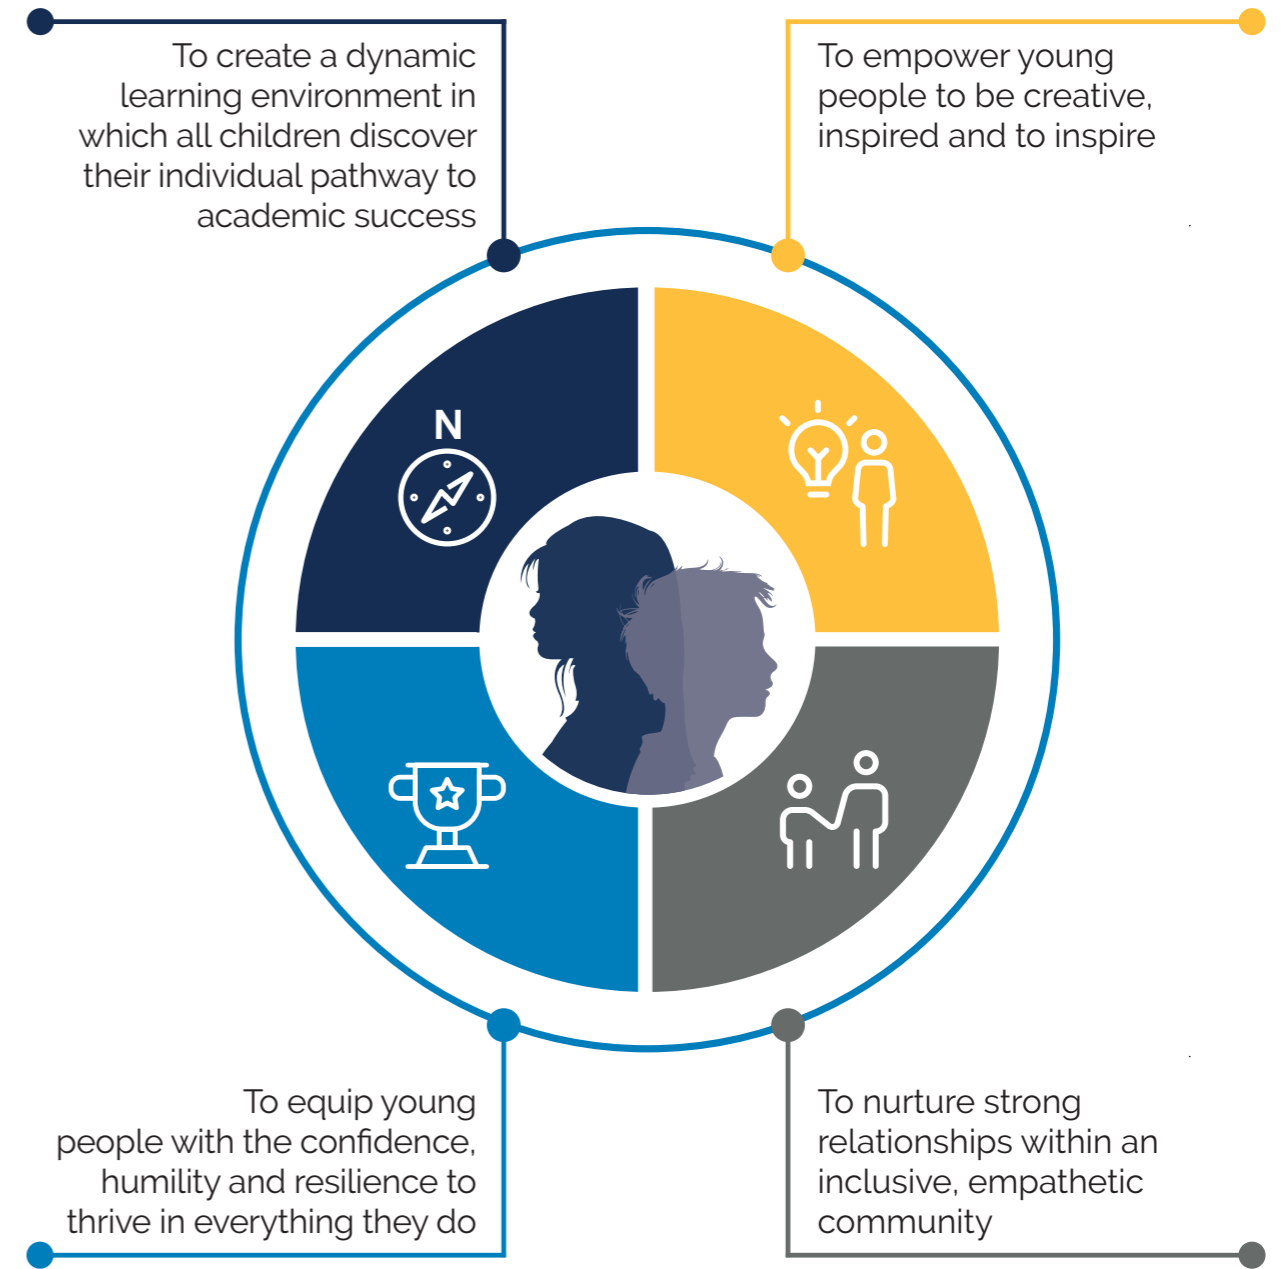 To create a dynamic
learning environment in
which all children discover
their individual pathway to
academic success
To empower young
people to be creative,
inspired and to inspire
N
To equip young
people with the confidence,
humility and resilience to
thrive in everything they do
To nurture strong
relationships within an
inclusive, empathetic
community